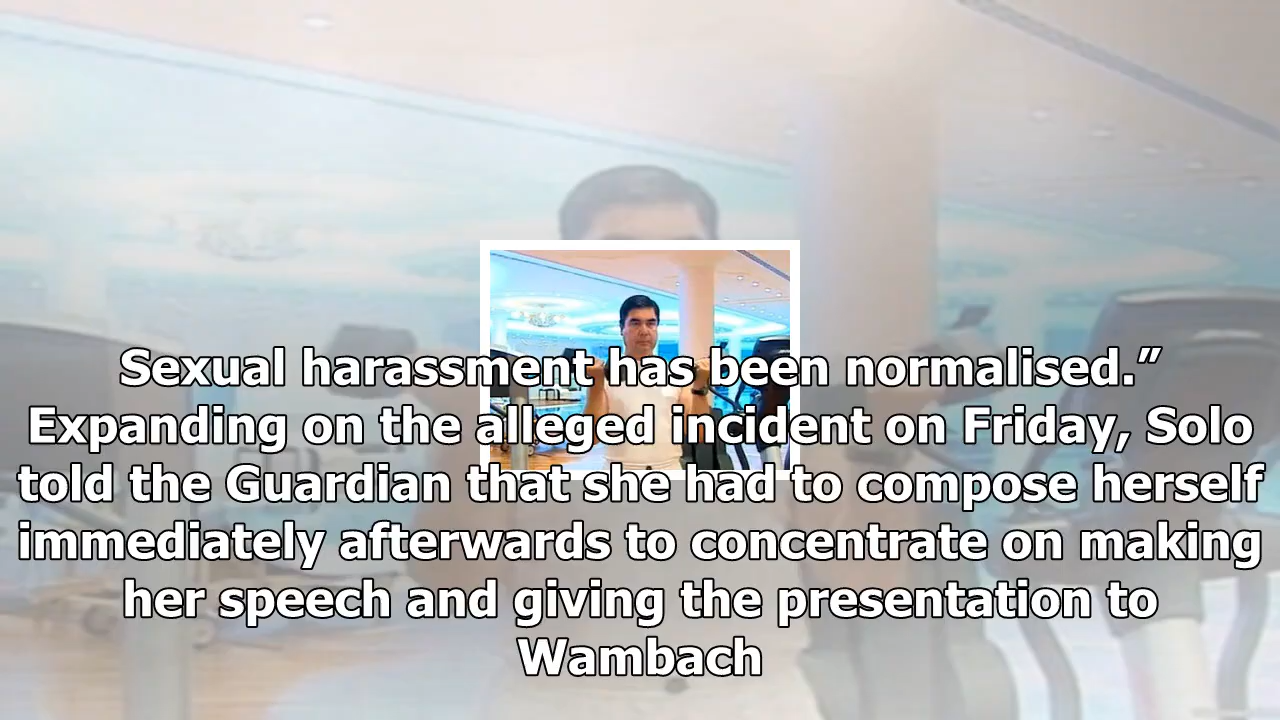 Sexual harassment has been normalised.”
Expanding on the alleged incident on Friday, Solo
told the Guardian that she had to compose herself
immediately afterwards to concentrate on making
her speech and giving the presentation to
Wambach